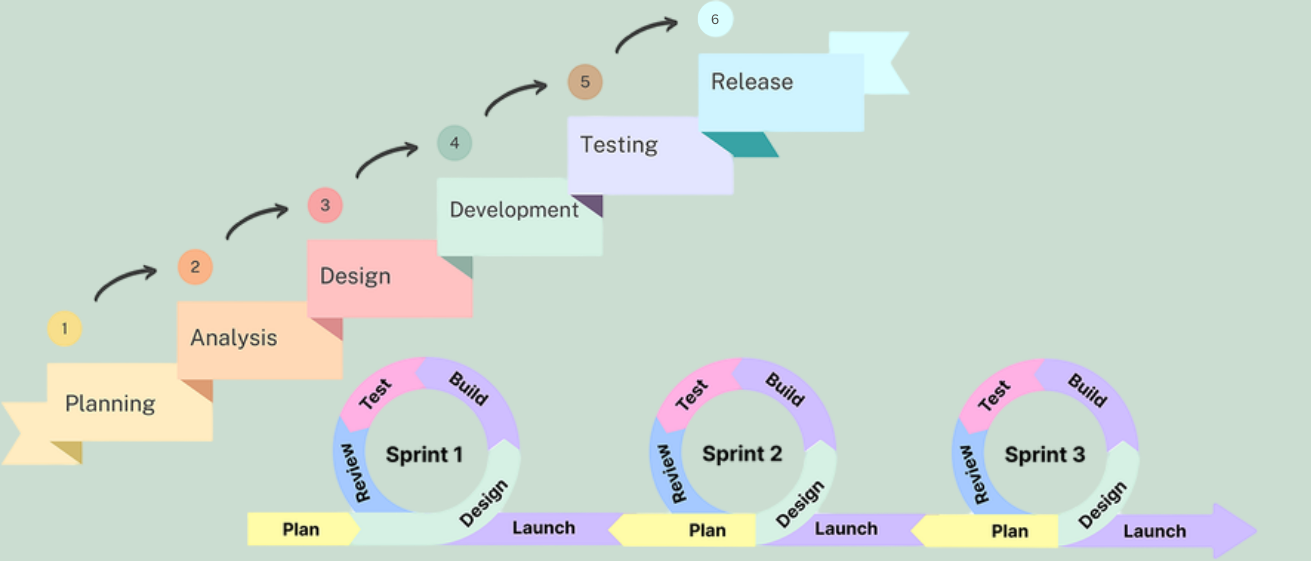 6
Release
5
Testing
4
Development
3
Design
2
Analysis
1
Planning
Test
Build
Review
Sprint 1
Design
Plan
Launch
Test
Build
Review
Sprint 2
Design
Plan
Launch
Test
Build
Review
Sprint 3
Design
Plan
Launch